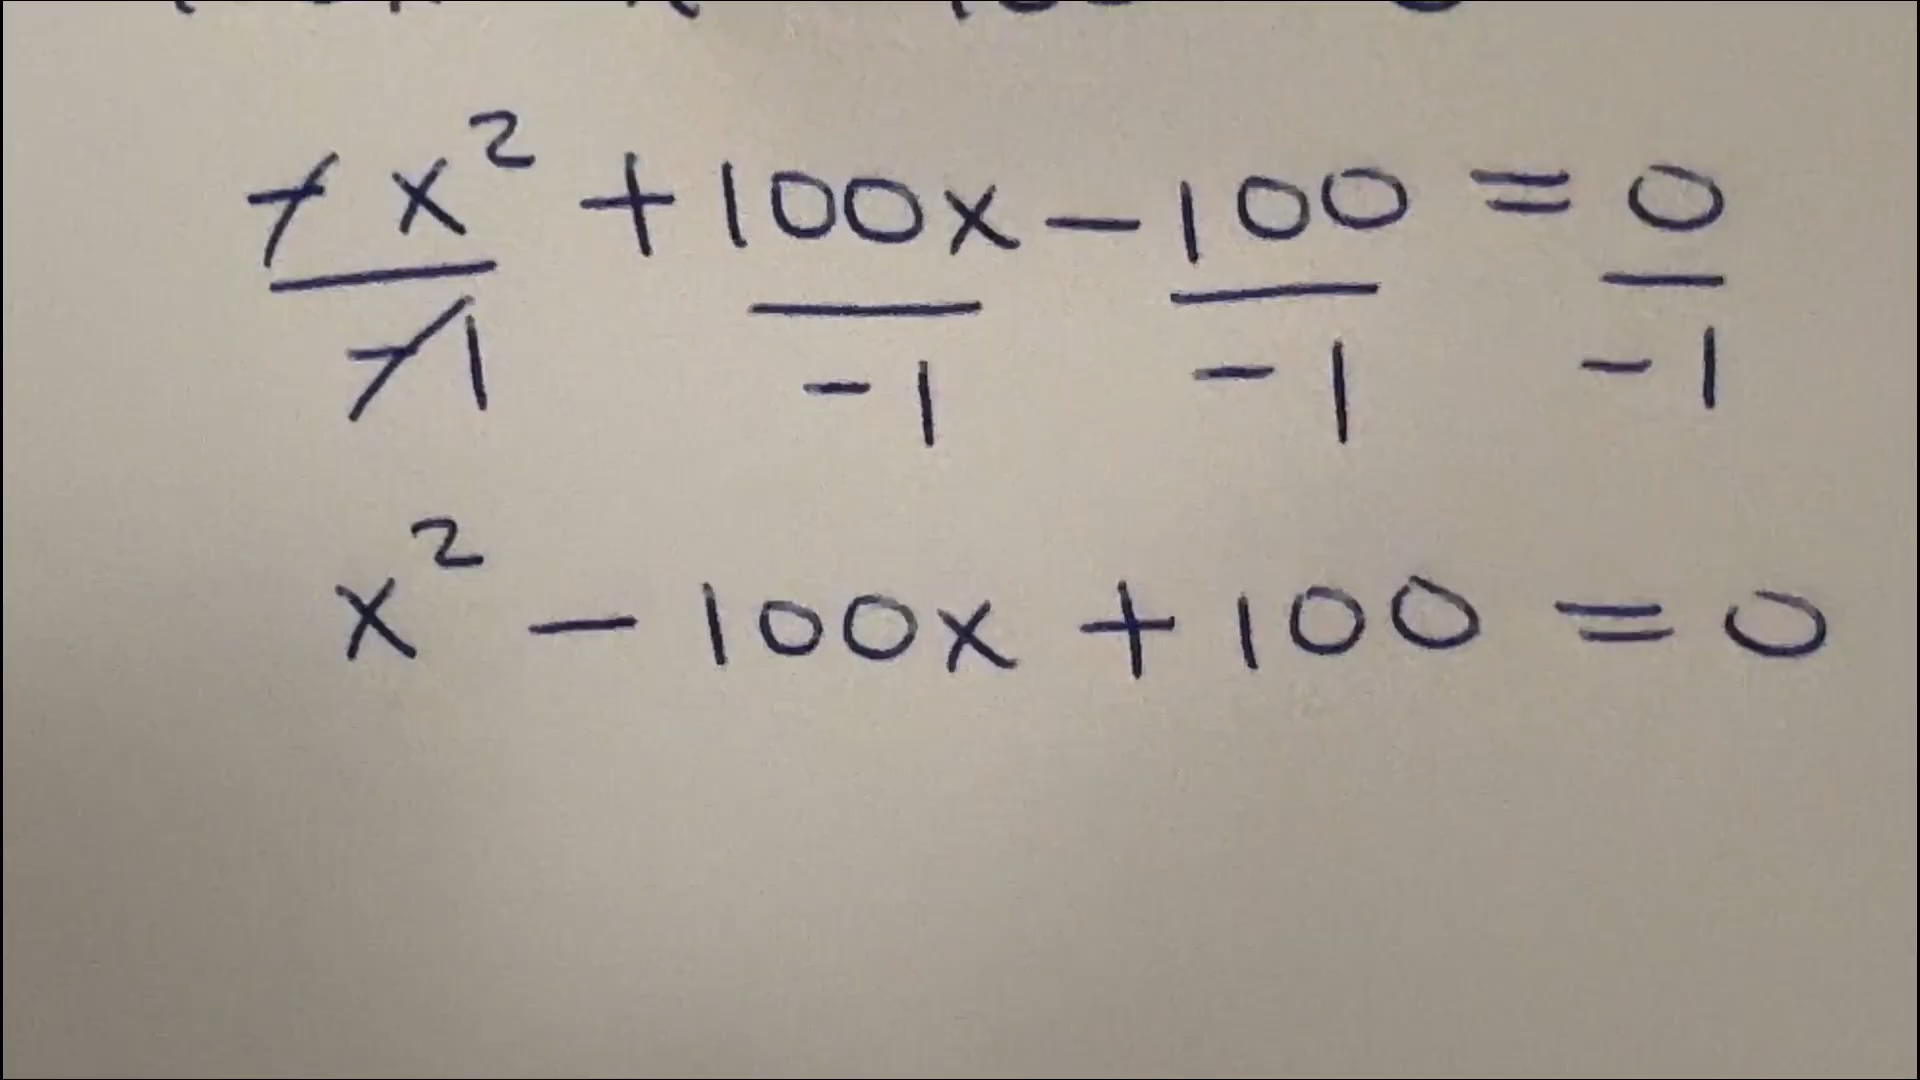 - x² + 100x - 100 = 0
-1 -1 -1 -1
x² - 100x + 100 = 0